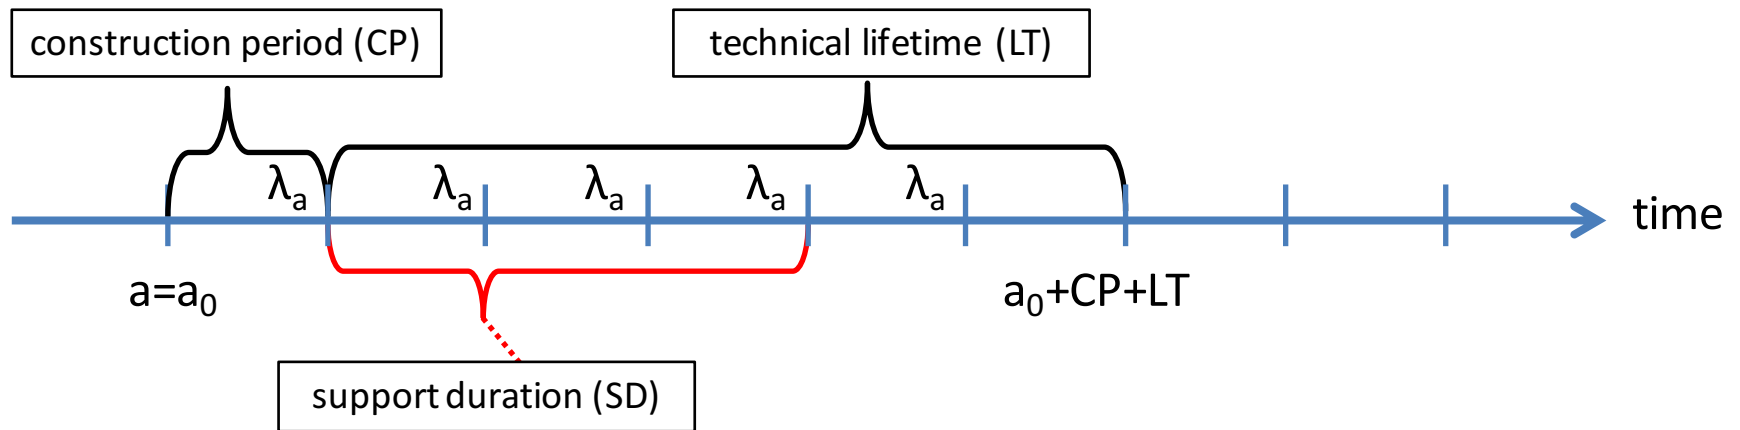 construction period (CP)
technical lifetime (LT)
λa λa λa λa λa
time
a=a0
a0+CP+LT
support duration (SD)